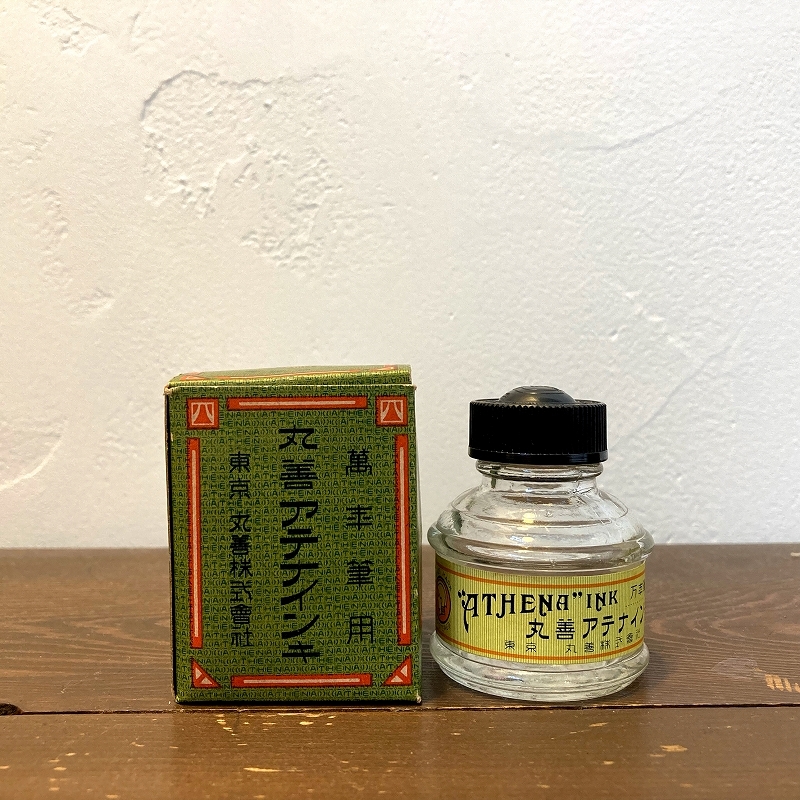 萬年筆用
丸善アテナインキ
東京 丸善株式會社
"ATHENA" INK
丸善アテナイン
東京 丸善株式會社